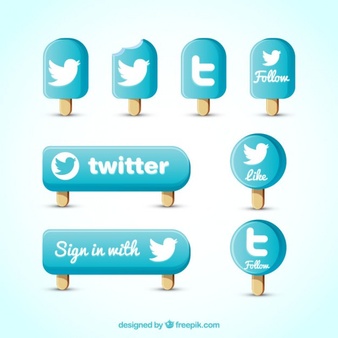 t
Follow
twitter
Like
Sign in with
t
Follow
designed by freepik.com